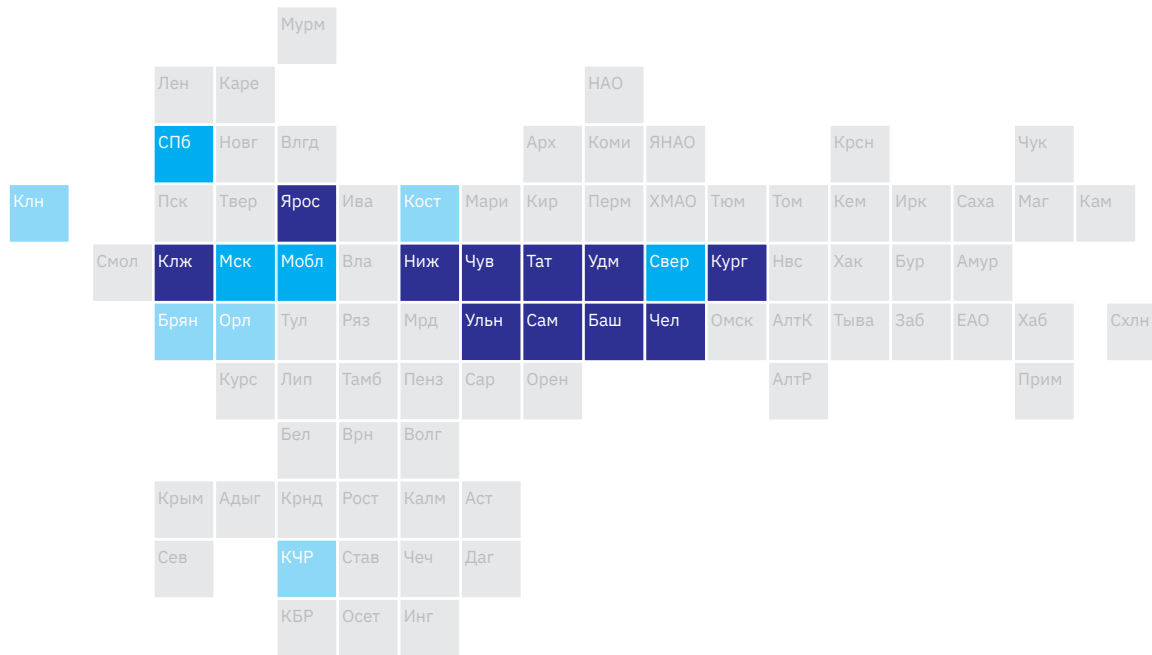 Мурм
Лен Каре НАО
СПб Новг Влгд Арх Коми ЯНАО Крсн Чук
Клн Пск Твер Ярос Ива Кост Мари Кир Перм ХМАО Тюм Том Кем Ирк Саха Маг Кам
Смол Клж Мск Мобл Вла Ниж Чув Тат Удм Свер Кург Нвс Хак Бур Амур
Брян Орл Тул Ряз Мрд Ульн Сам Баш Чел Омск АлтК Тыва Заб ЕАО Хаб Схлн
Курс Лип Тамб Пенз Сар Орен АлтР Прим
Бел Врн Волг
Крым Адыг Крнд Рост Калм Аст
Сев КЧР Став Чеч Даг
КБР Осет Инг